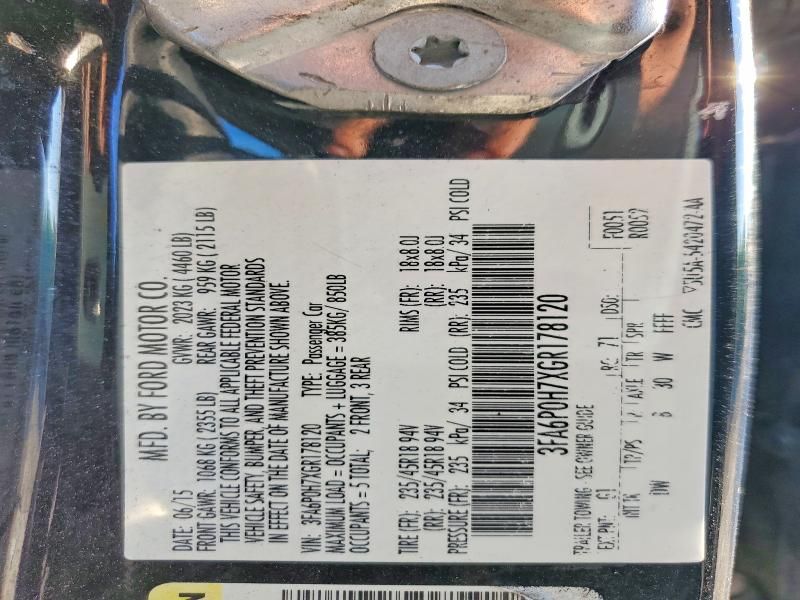 MFD. BY FORD MOTOR CO.
DATE: 06/15 GVWR: 2023 KG (4460 LB)
FRONT GAWR: 1068 KG (2355 LB) REAR GAWR: 959 KG (2115 LB)
THIS VEHICLE CONFORMS TO ALL APPLICABLE FEDERAL MOTOR
VEHICLE SAFETY, BUMPER, AND THEFT PREVENTION STANDARDS
IN EFFECT ON THE DATE OF MANUFACTURE SHOWN ABOVE.
VIN: 3FA6P0H7XGR178120 TYPE: Passenger Car
MAXIMUM LOAD = OCCUPANTS + LUGGAGE = 385KG/ 850LB
OCCUPANTS = 5 TOTAL; 2 FRONT, 3 REAR
TIRE (FR): 235/45R18 94V RIMS (FR): 18x8.0J
(RR): 235/45R18 94V (RR): 18x8.0J
PRESSURE (FR): 235 kPa/ 34 PSI COLD (RR): 235 kPa/ 34 PSI COLD
3FA6P0H7XGR178120
TRAILER TOWING - SEE OWNER GUIDE F0051
EXT PNT: G1 RC: 71 DSO: R0052
INT TR TP/PS AXLE TR SPR
DW B 30 W FFFF